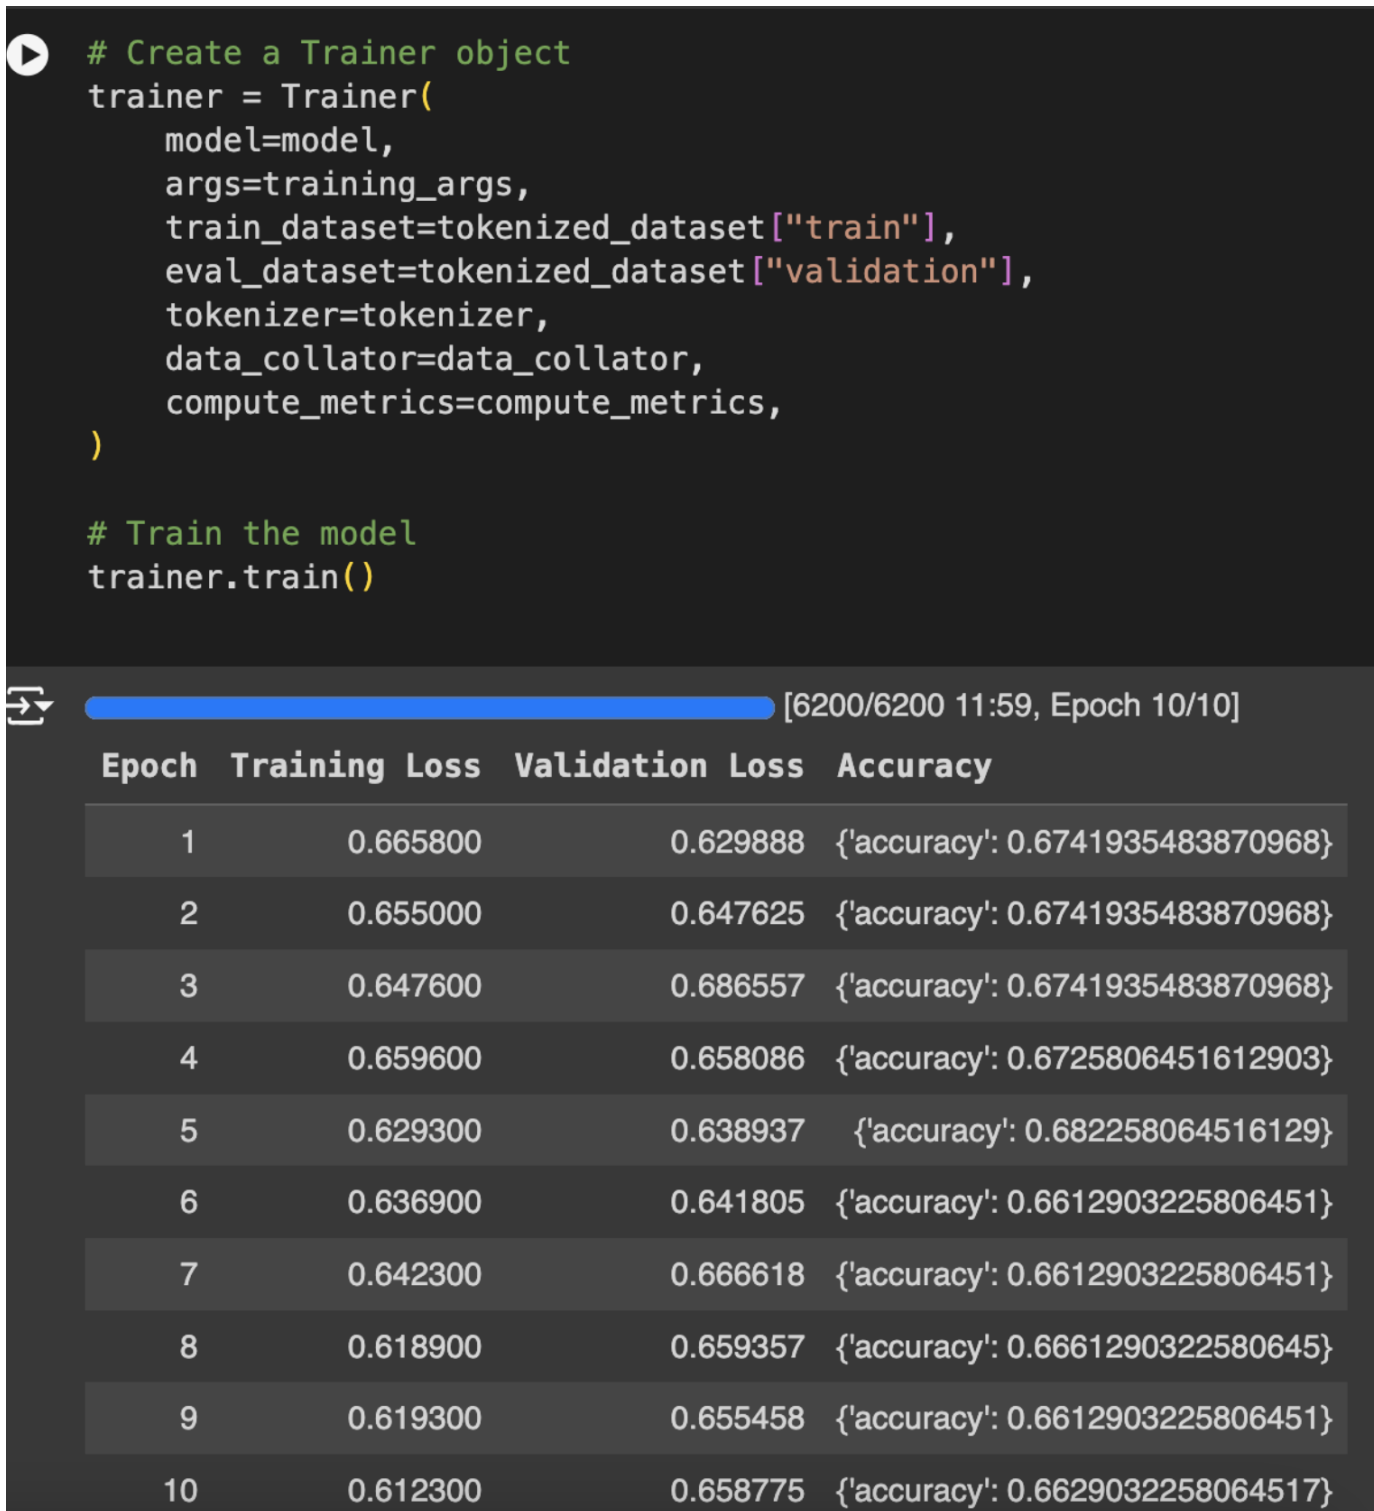 # Create a Trainer object
trainer = Trainer(
    model=model,
    args=training_args,
    train_dataset=tokenized_dataset["train"],
    eval_dataset=tokenized_dataset["validation"],
    tokenizer=tokenizer,
    data_collator=data_collator,
    compute_metrics=compute_metrics,
)
# Train the model
trainer.train()
[6200/6200 11:59, Epoch 10/10]
Epoch Training Loss Validation Loss Accuracy
1 0.665800 0.629888 {'accuracy': 0.6741935483870968}
2 0.655000 0.647625 {'accuracy': 0.6741935483870968}
3 0.647600 0.686557 {'accuracy': 0.6741935483870968}
4 0.659600 0.658086 {'accuracy': 0.6725806451612903}
5 0.629300 0.638937 {'accuracy': 0.682258064516129}
6 0.636900 0.641805 {'accuracy': 0.6612903225806451}
7 0.642300 0.666618 {'accuracy': 0.6612903225806451}
8 0.618900 0.659357 {'accuracy': 0.6661290322580645}
9 0.619300 0.655458 {'accuracy': 0.6612903225806451}
10 0.612300 0.658775 {'accuracy': 0.6629032258064517}